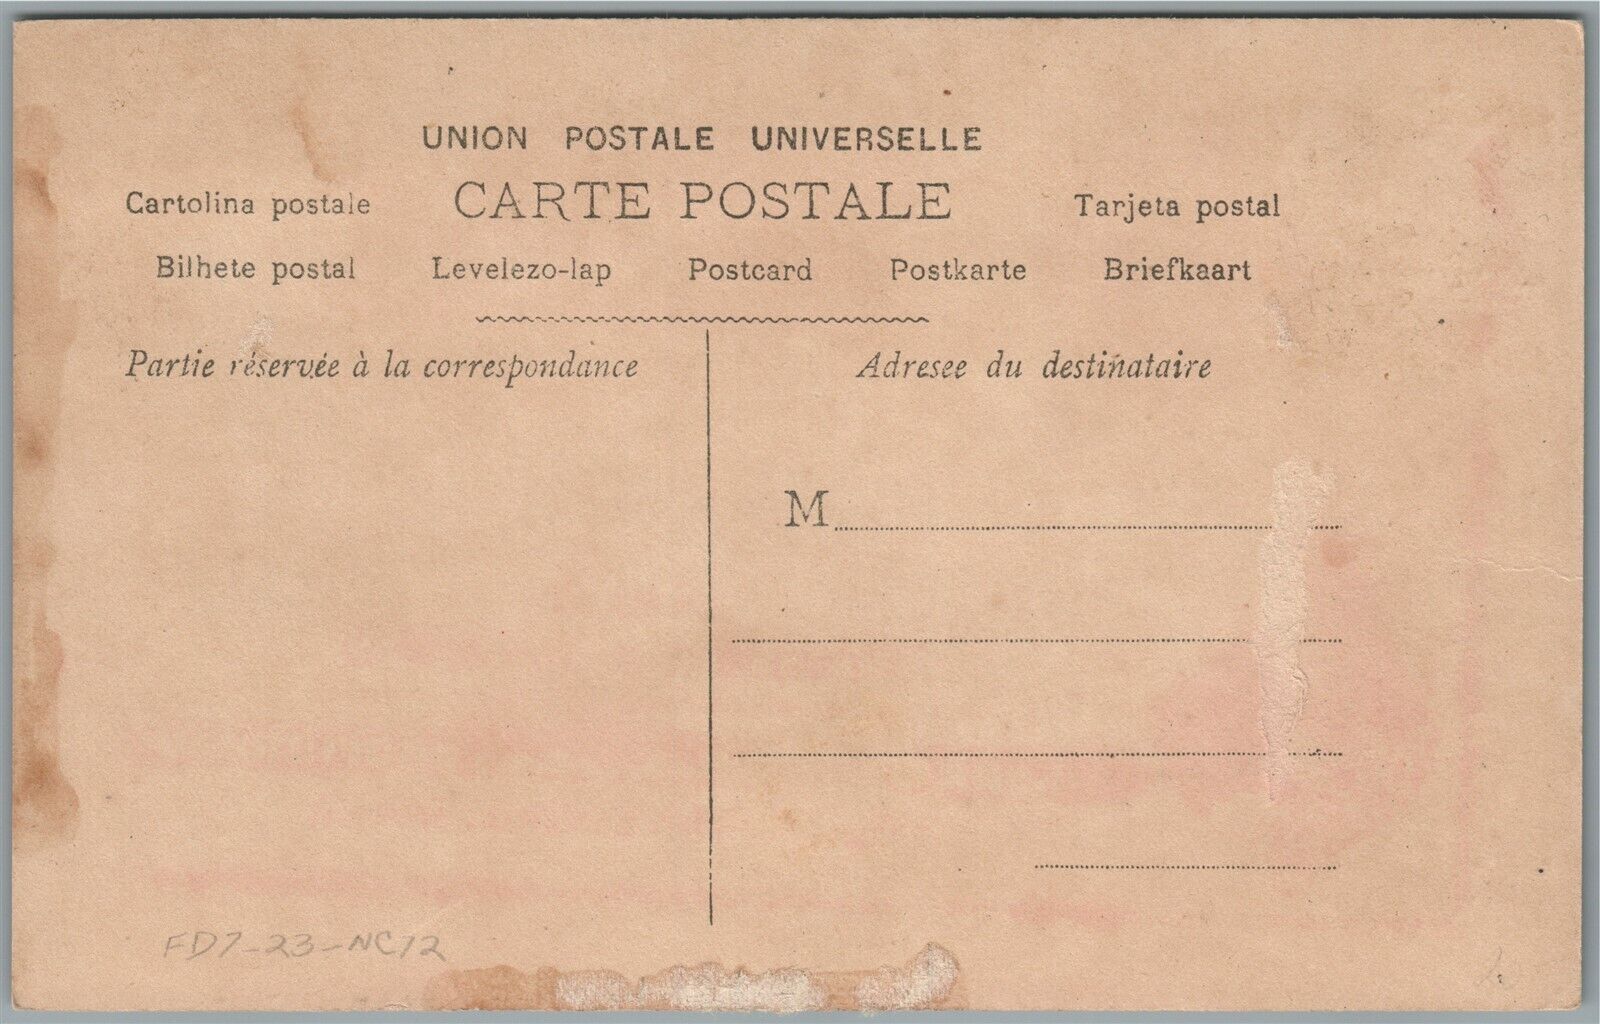 UNION POSTALE UNIVERSELLE
Cartolina postale CARTE POSTALE Tarjeta postal
Bilhete postal Levelezo-lap Postcard Postkarte Briefkaart
Partie réservée à la correspondance Adresee du destinataire
M
FD7-23-NC12